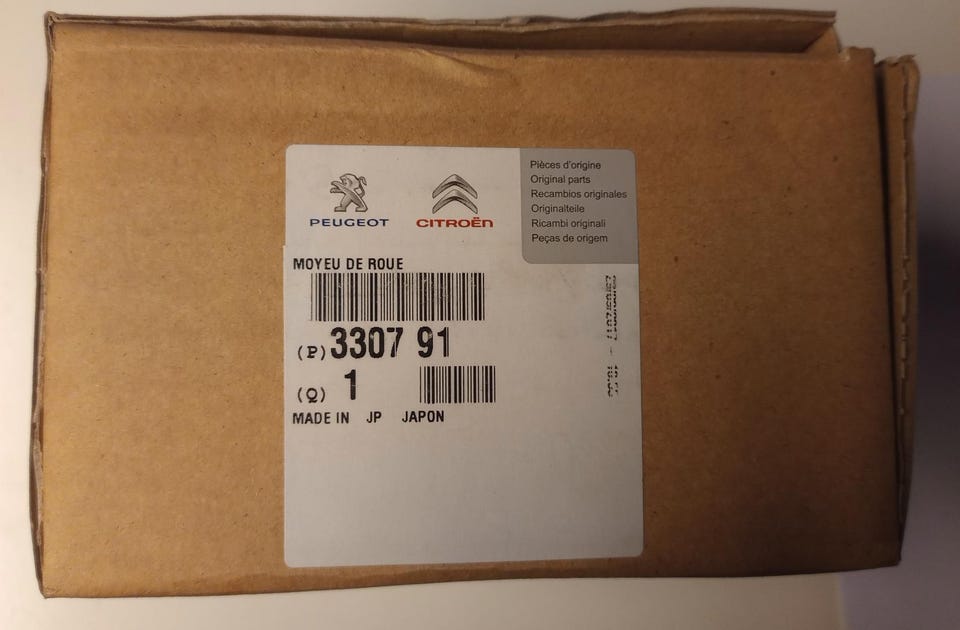 PEUGEOT
CITROËN
Pièces d'origine
Original parts
Recambios originales
Originalteile
Ricambi originali
Peças de origem
MOYEU DE ROUE
(P) 3307 91
(Q) 1
MADE IN JP JAPON